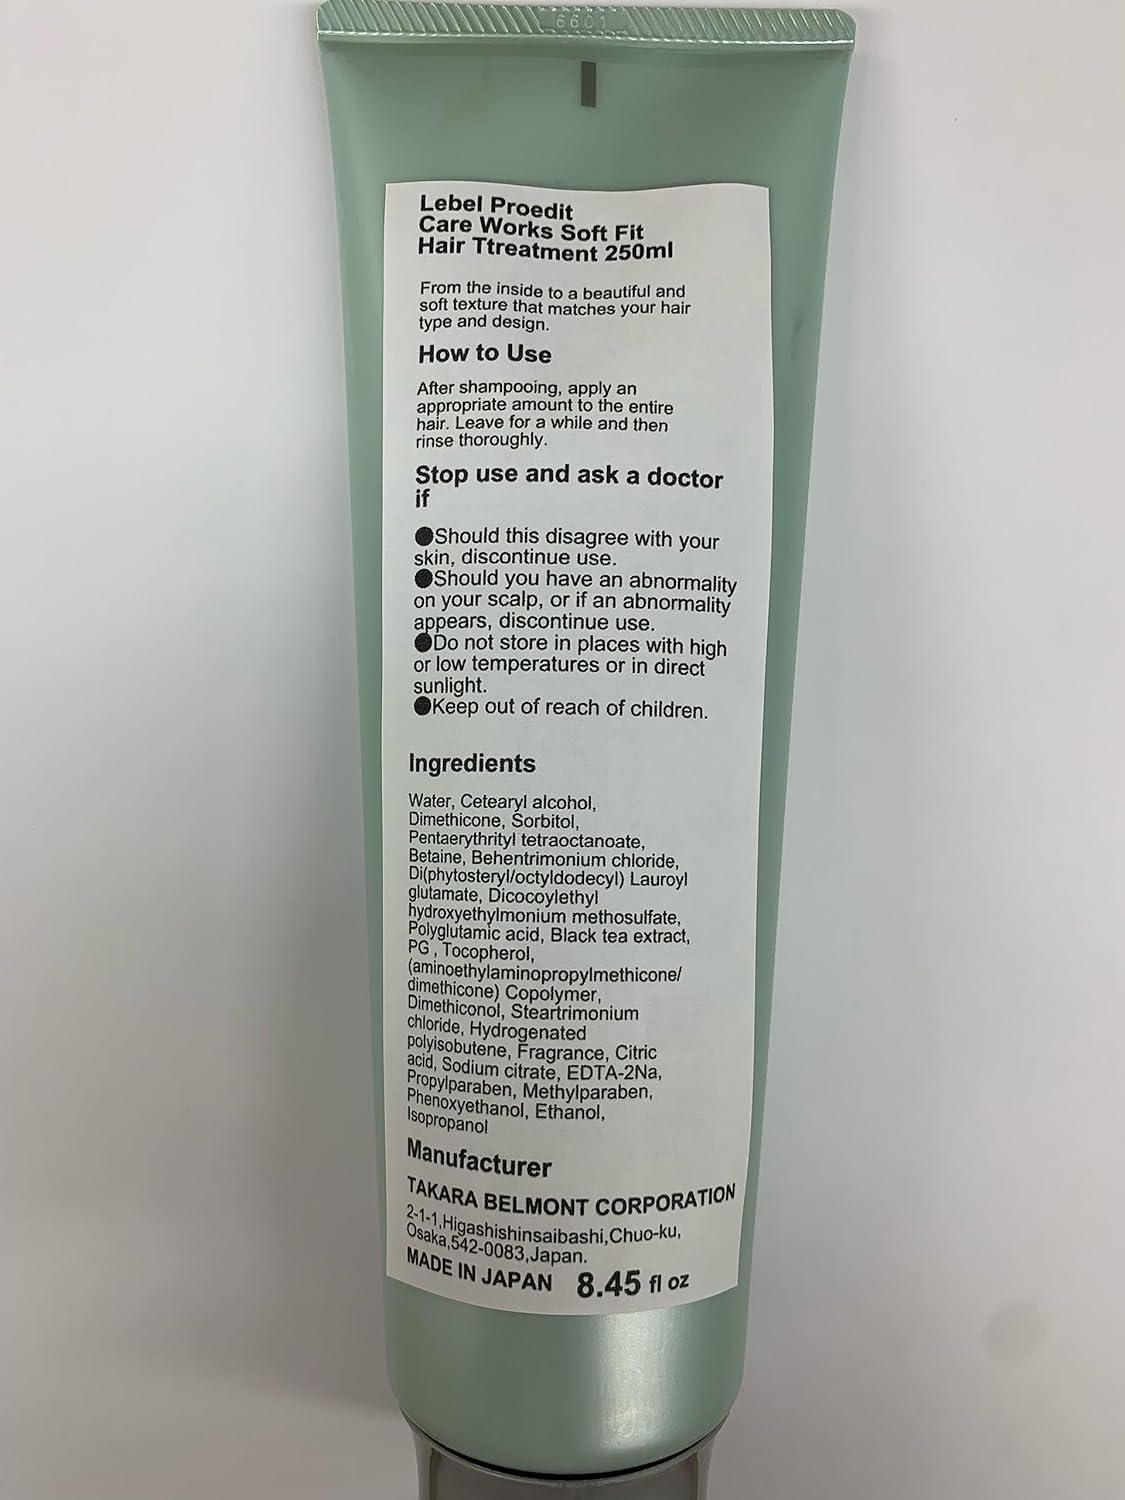 6601
Lebel Proedit
Care Works Soft Fit
Hair Ttreatment 250ml
From the inside to a beautiful and
soft texture that matches your hair
type and design.
How to Use
After shampooing, apply an
appropriate amount to the entire
hair. Leave for a while and then
rinse thoroughly.
Stop use and ask a doctor
if
●Should this disagree with your
skin, discontinue use.
●Should you have an abnormality
on your scalp, or if an abnormality
appears, discontinue use.
●Do not store in places with high
or low temperatures or in direct
sunlight.
●Keep out of reach of children.
Ingredients
Water, Cetearyl alcohol,
Dimethicone, Sorbitol,
Pentaerythrityl tetraoctanoate,
Betaine, Behentrimonium chloride,
Di(phytosteryl/octyldodecyl) Lauroyl
glutamate, Dicocoylethyl
hydroxyethylmonium methosulfate,
Polyglutamic acid, Black tea extract,
PG , Tocopherol,
(aminoethylaminopropylmethicone/
dimethicone) Copolymer,
Dimethiconol, Steartrimonium
chloride, Hydrogenated
polyisobutene, Fragrance, Citric
acid, Sodium citrate, EDTA-2Na,
Propylparaben, Methylparaben,
Phenoxyethanol, Ethanol,
Isopropanol
Manufacturer
TAKARA BELMONT CORPORATION
2-1-1,Higashishinsaibashi,Chuo-ku,
Osaka,542-0083,Japan.
MADE IN JAPAN 8.45 fl oz